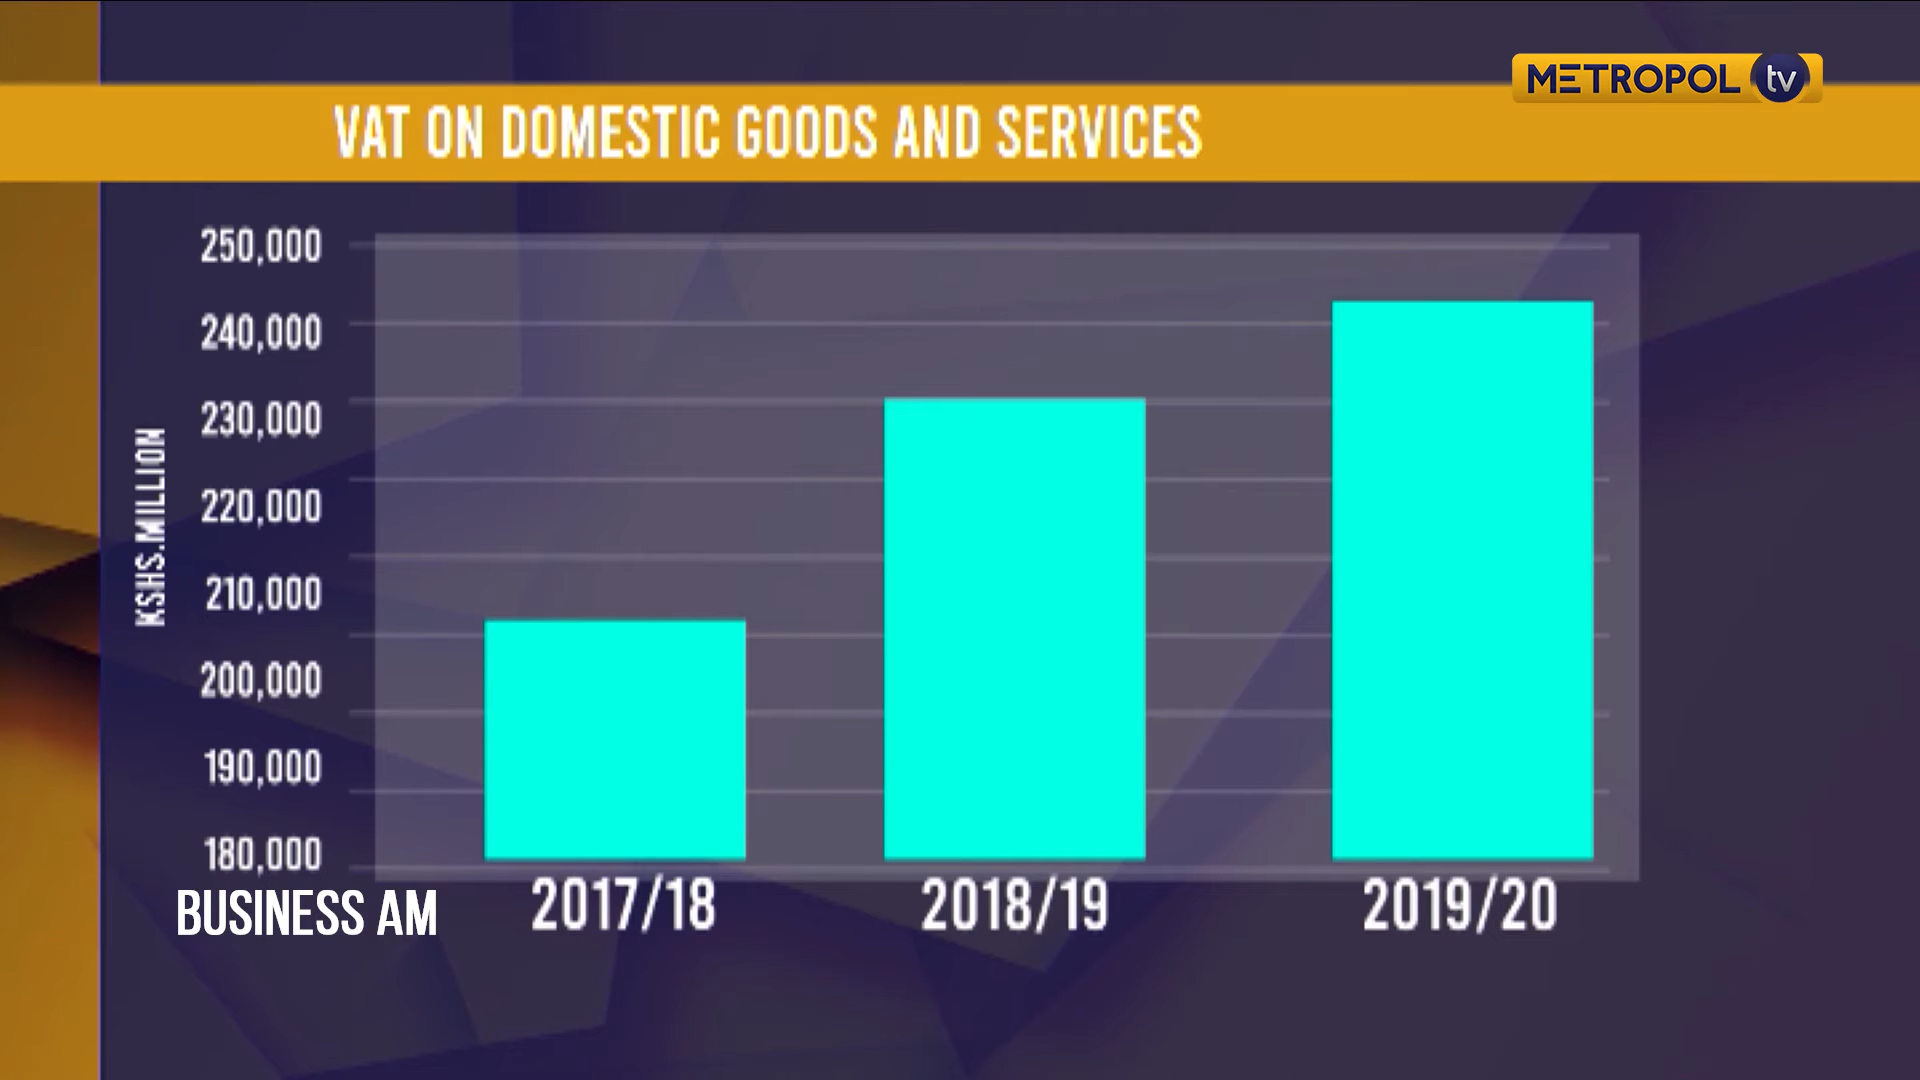 METROPOL tv
VAT ON DOMESTIC GOODS AND SERVICES
250,000
240,000
230,000
220,000
210,000
200,000
190,000
180,000
KSHS.MILLION
BUSINESS AM
2017/18
2018/19
2019/20